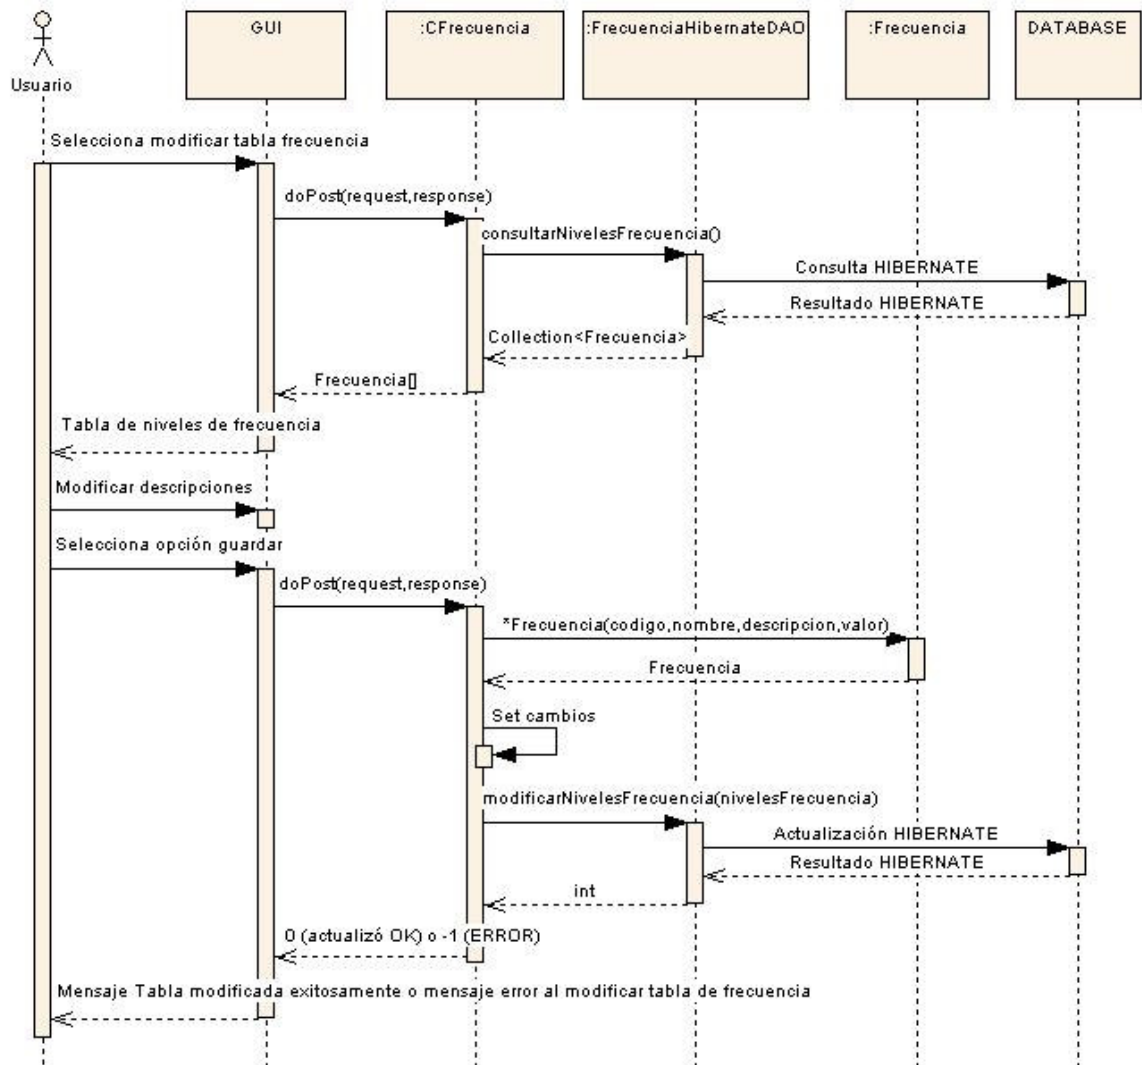 GUI
:CFrecuencia
:FrecuenciaHibernateDAO
:Frecuencia
DATABASE
Usuario
Selecciona modificar tabla frecuencia
doPost(request,response)
consultarNivelesFrecuencia()
Consulta HIBERNATE
Resultado HIBERNATE
Collection<Frecuencia>
Frecuencia[]
Tabla de niveles de frecuencia
Modificar descripciones
Selecciona opción guardar
doPost(request,response)
*Frecuencia(codigo,nombre,descripcion,valor)
Frecuencia
Set cambios
modificarNivelesFrecuencia(nivelesFrecuencia)
Actualización HIBERNATE
Resultado HIBERNATE
int
0 (actualizó OK) o -1 (ERROR)
Mensaje Tabla modificada exitosamente o mensaje error al modificar tabla de frecuencia